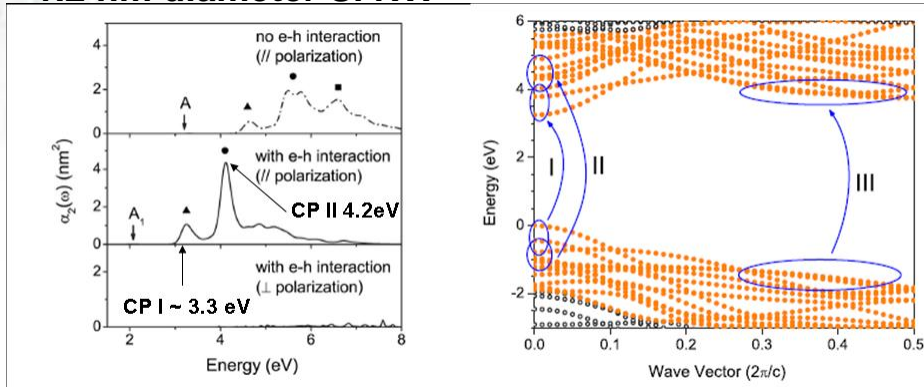 no e-h interaction
(// polarization)
A
with e-h interaction
(// polarization)
A₁
CP II 4.2eV
with e-h interaction
(⊥ polarization)
CP I ~ 3.3 eV
4
2
0
4
2
0
4
2
0
2
4
6
8
α₂(ω) (nm²)
Energy (eV)
6
4
2
0
-2
Energy (eV)
I
II
III
0.0
0.1
0.2
0.3
0.4
0.5
Wave Vector (2π/c)